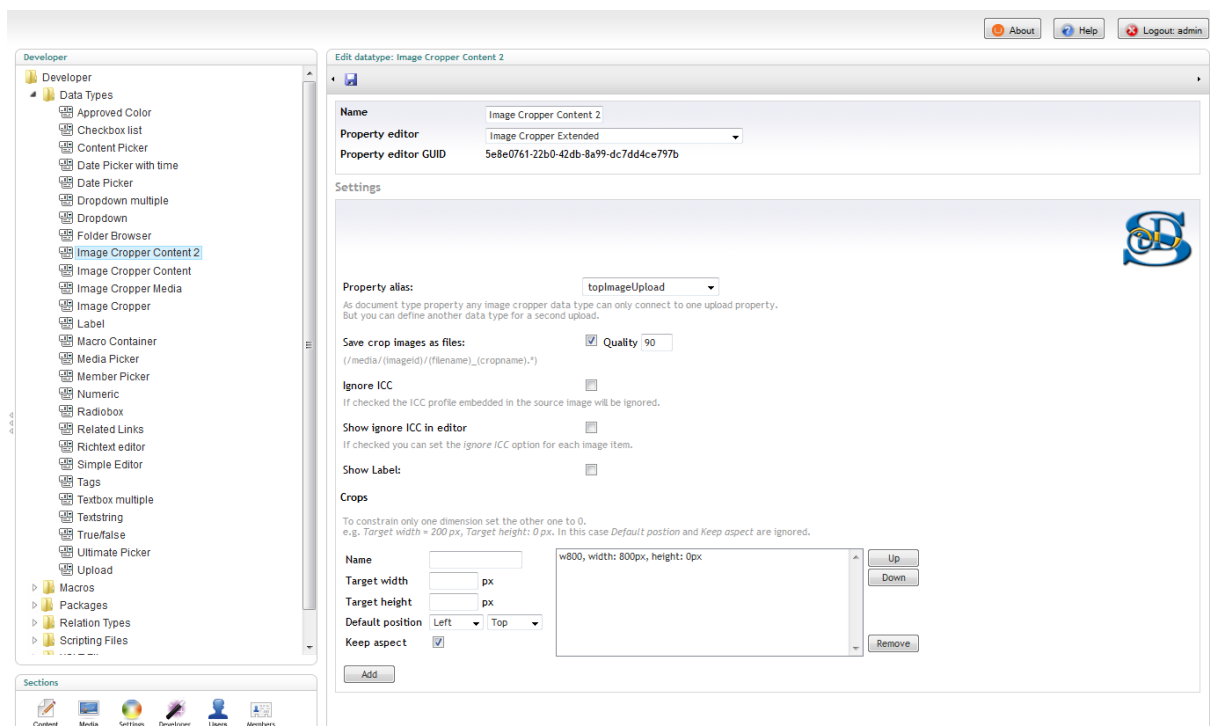 About Help Logout: admin
Developer
Developer
Data Types
Approved Color
Checkbox list
Content Picker
Date Picker with time
Date Picker
Dropdown multiple
Dropdown
Folder Browser
Image Cropper Content 2
Image Cropper Content
Image Cropper Media
Image Cropper
Label
Macro Container
Media Picker
Member Picker
Numeric
Radiobox
Related Links
Richtext editor
Simple Editor
Tags
Textbox multiple
Textstring
True/false
Ultimate Picker
Upload
Macros
Packages
Relation Types
Scripting Files
Sections
Content Media Settings Developer Users Members
Edit datatype: Image Cropper Content 2
Name Image Cropper Content 2
Property editor Image Cropper Extended
Property editor GUID 5e8e0761-22b0-42db-8a99-dc7dd4ce797b
Settings
Property alias: topImageUpload
As document type property any image cropper data type can only connect to one upload property.
But you can define another data type for a second upload.
Save crop images as files: Quality 90
(/media/(imageid)/(filename)_(cropname).*)
Ignore ICC
If checked the ICC profile embedded in the source image will be ignored.
Show ignore ICC in editor
If checked you can set the ignore ICC option for each image item.
Show Label:
Crops
To constrain only one dimension set the other one to 0.
e.g. Target width = 200 px, Target height: 0 px. In this case Default postion and Keep aspect are ignored.
Name
Target width px
Target height px
Default position Left Top
Keep aspect
w800, width: 800px, height: 0px
Up
Down
Remove
Add